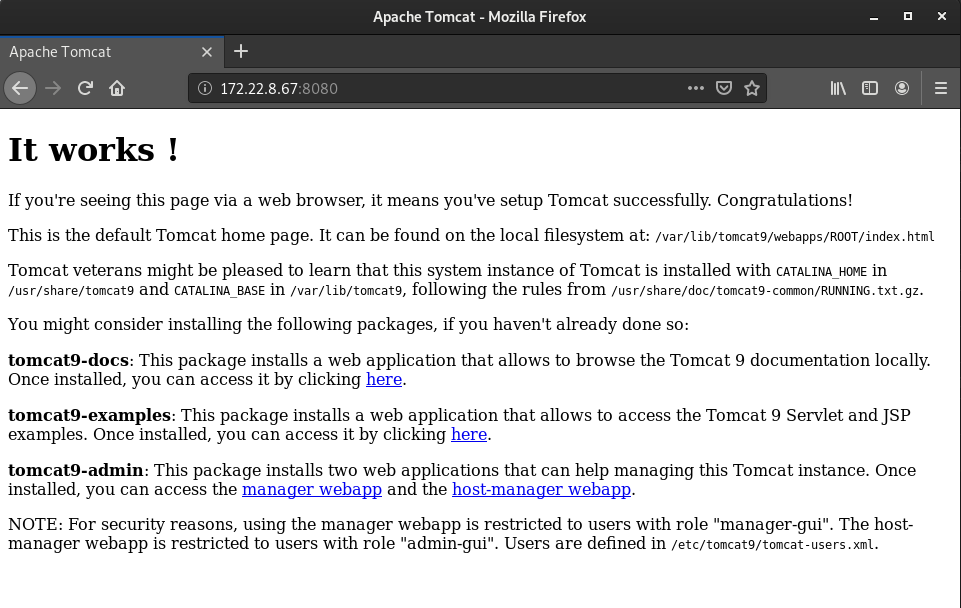 Apache Tomcat - Mozilla Firefox
Apache Tomcat
172.22.8.67:8080
It works !
If you're seeing this page via a web browser, it means you've setup Tomcat successfully. Congratulations!
This is the default Tomcat home page. It can be found on the local filesystem at: /var/lib/tomcat9/webapps/ROOT/index.html
Tomcat veterans might be pleased to learn that this system instance of Tomcat is installed with CATALINA_HOME in
/usr/share/tomcat9 and CATALINA_BASE in /var/lib/tomcat9, following the rules from /usr/share/doc/tomcat9-common/RUNNING.txt.gz.
You might consider installing the following packages, if you haven't already done so:
tomcat9-docs: This package installs a web application that allows to browse the Tomcat 9 documentation locally.
Once installed, you can access it by clicking here.
tomcat9-examples: This package installs a web application that allows to access the Tomcat 9 Servlet and JSP
examples. Once installed, you can access it by clicking here.
tomcat9-admin: This package installs two web applications that can help managing this Tomcat instance. Once
installed, you can access the manager webapp and the host-manager webapp.
NOTE: For security reasons, using the manager webapp is restricted to users with role "manager-gui". The host-
manager webapp is restricted to users with role "admin-gui". Users are defined in /etc/tomcat9/tomcat-users.xml.